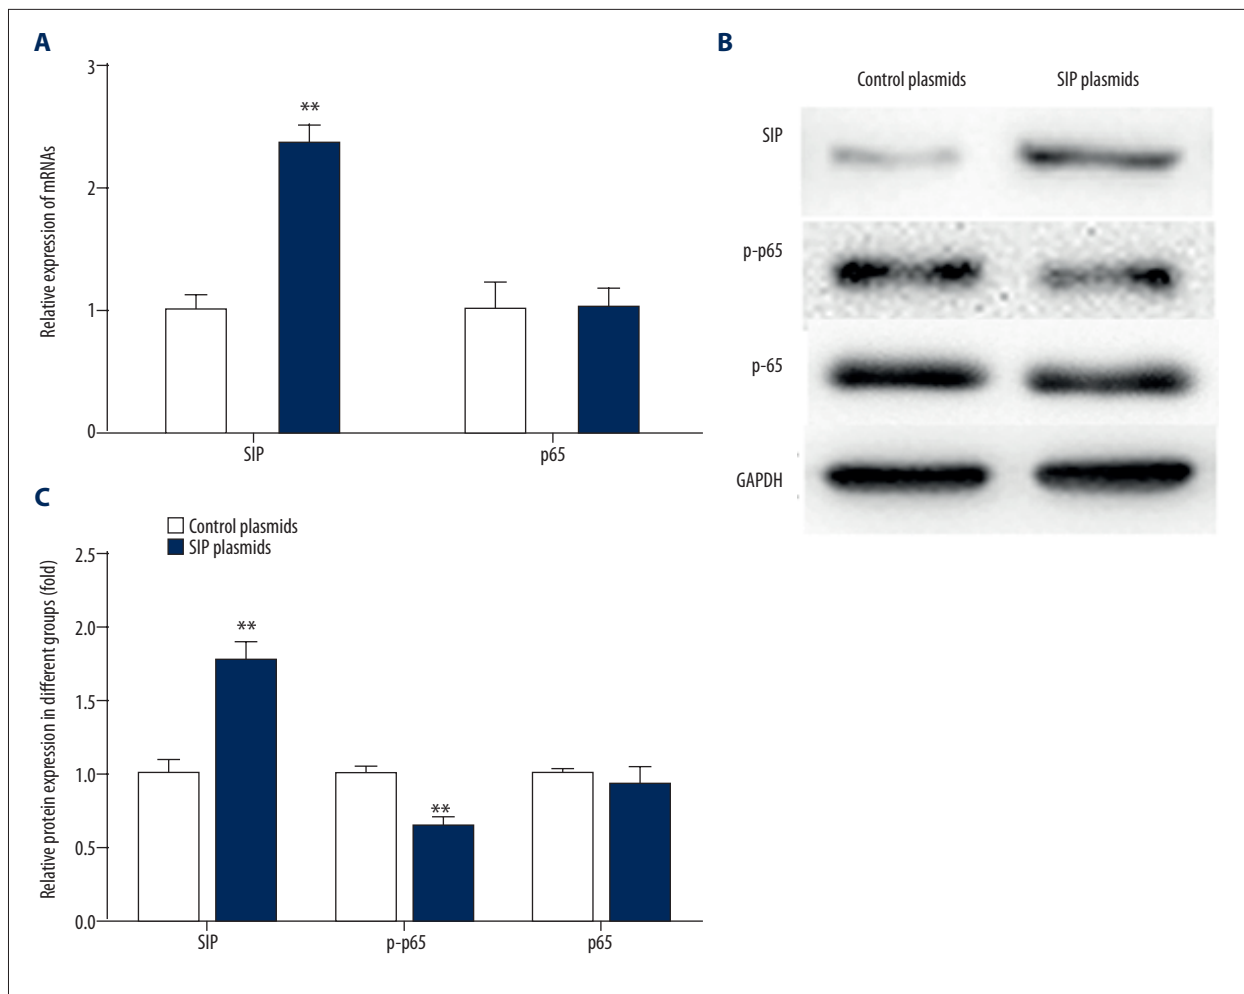 A
3
2
1
0
Relative expression of mRNAs
**
SIP
p65
B
Control plasmids
SIP plasmids
SIP
p-p65
p-65
GAPDH
C
Control plasmids
SIP plasmids
2.5
2.0
1.5
1.0
0.5
0.0
Relative protein expression in different groups (fold)
**
**
SIP
p-p65
p65